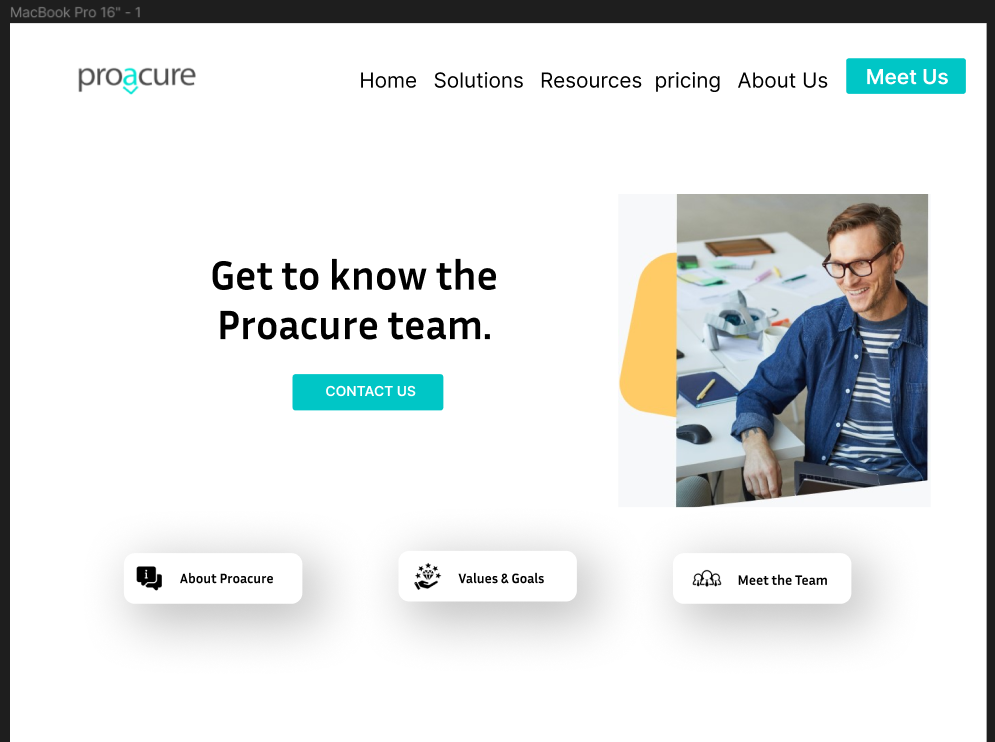 MacBook Pro 16" - 1
proacure
Home Solutions Resources pricing About Us Meet Us
Get to know the
Proacure team.
CONTACT US
About Proacure
Values & Goals
Meet the Team